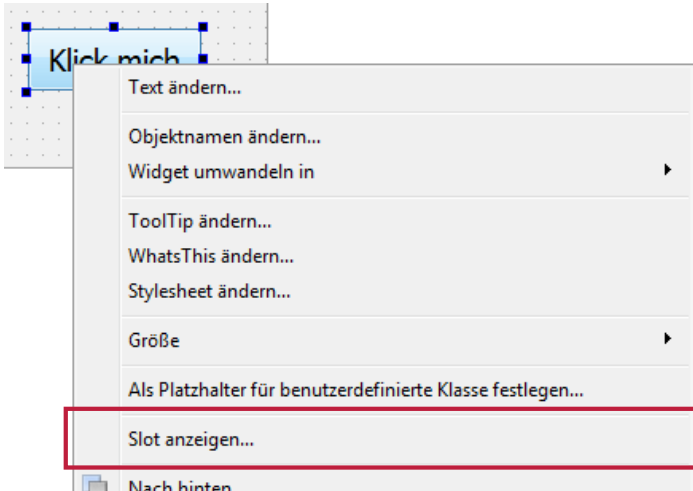 Klick mich
Text ändern...
Objektnamen ändern...
Widget umwandeln in
ToolTip ändern...
WhatsThis ändern...
Stylesheet ändern...
Größe
Als Platzhalter für benutzerdefinierte Klasse festlegen...
Slot anzeigen...
Nach hinten